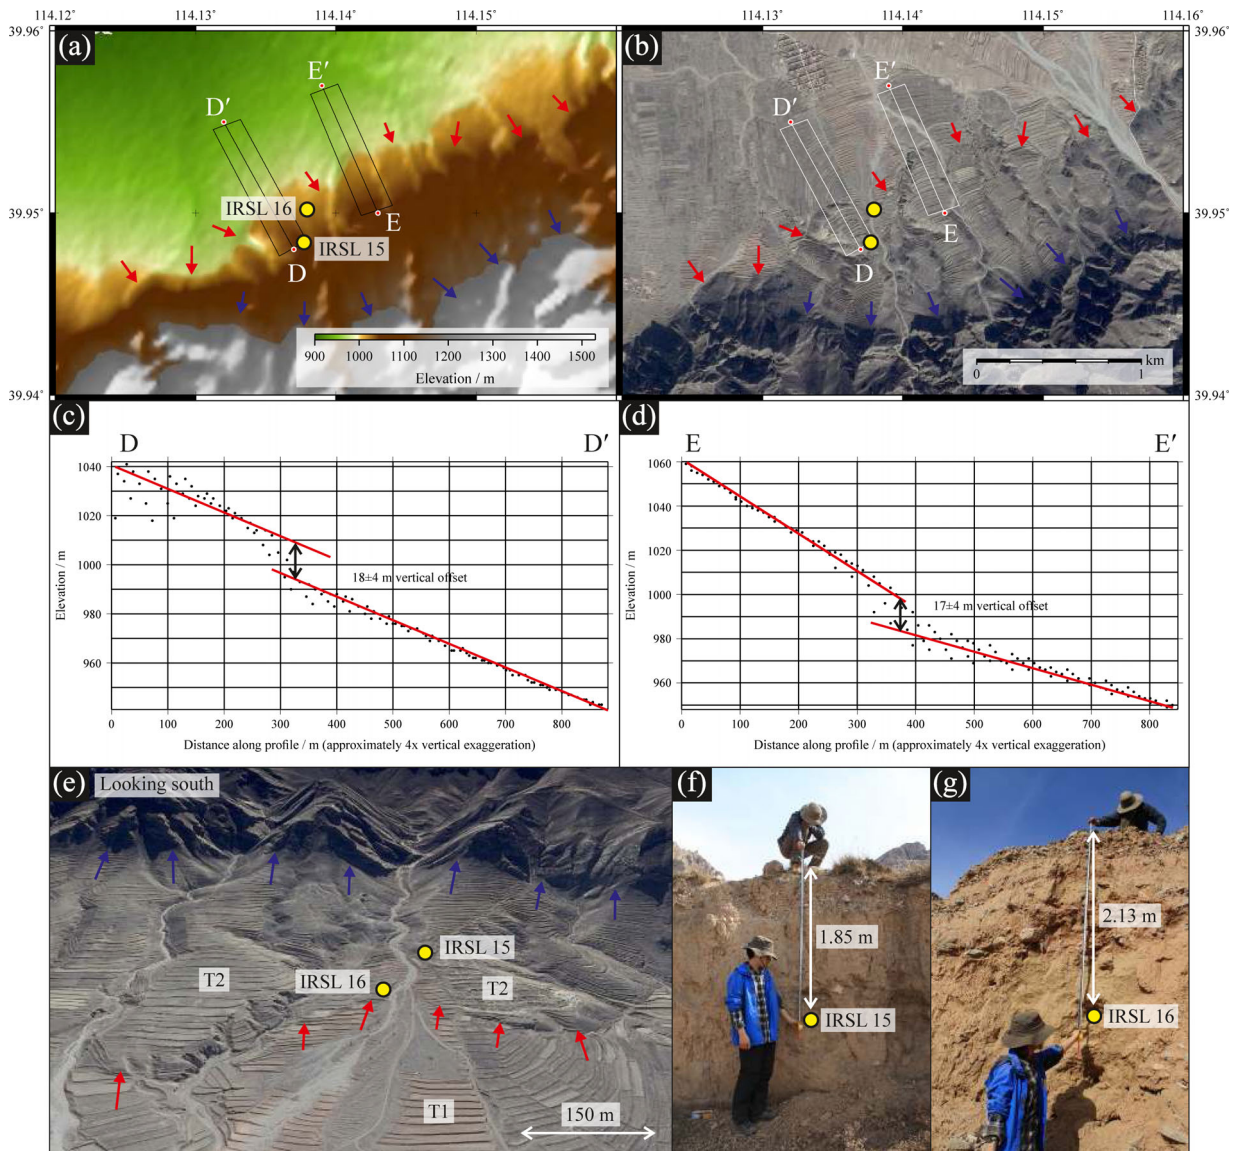 114.12° 114.13° 114.14° 114.15° 114.13° 114.14° 114.15° 114.16°
39.96° 39.96°
(a)
E′
D′
IRSL 16
E
IRSL 15
D
900 1000 1100 1200 1300 1400 1500
Elevation / m
(b)
E′
D′
E
D
km
0 1
39.95° 39.95°
39.94° 39.94°
(c)
D D′
1040
1020
1000
980
960
Elevation / m
18±4 m vertical offset
0 100 200 300 400 500 600 700 800
Distance along profile / m (approximately 4x vertical exaggeration)
(d)
E E′
1060
1040
1020
1000
980
960
Elevation / m
17±4 m vertical offset
0 100 200 300 400 500 600 700 800
Distance along profile / m (approximately 4x vertical exaggeration)
(e) Looking south
IRSL 15
T2
IRSL 16
T2
T1
150 m
(f)
1.85 m
IRSL 15
(g)
2.13 m
IRSL 16